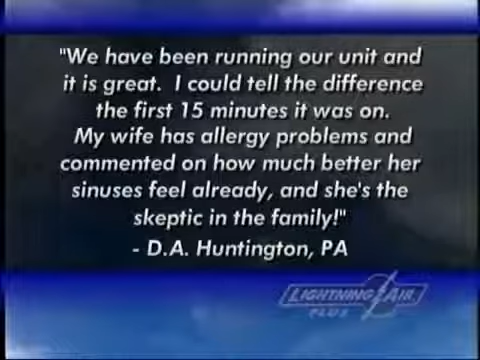 "We have been running our unit and
it is great.  I could tell the difference
the first 15 minutes it was on.
My wife has allergy problems and
commented on how much better her
sinuses feel already, and she's the
skeptic in the family!"
- D.A. Huntington, PA
LIGHTNING AIR
PLUS